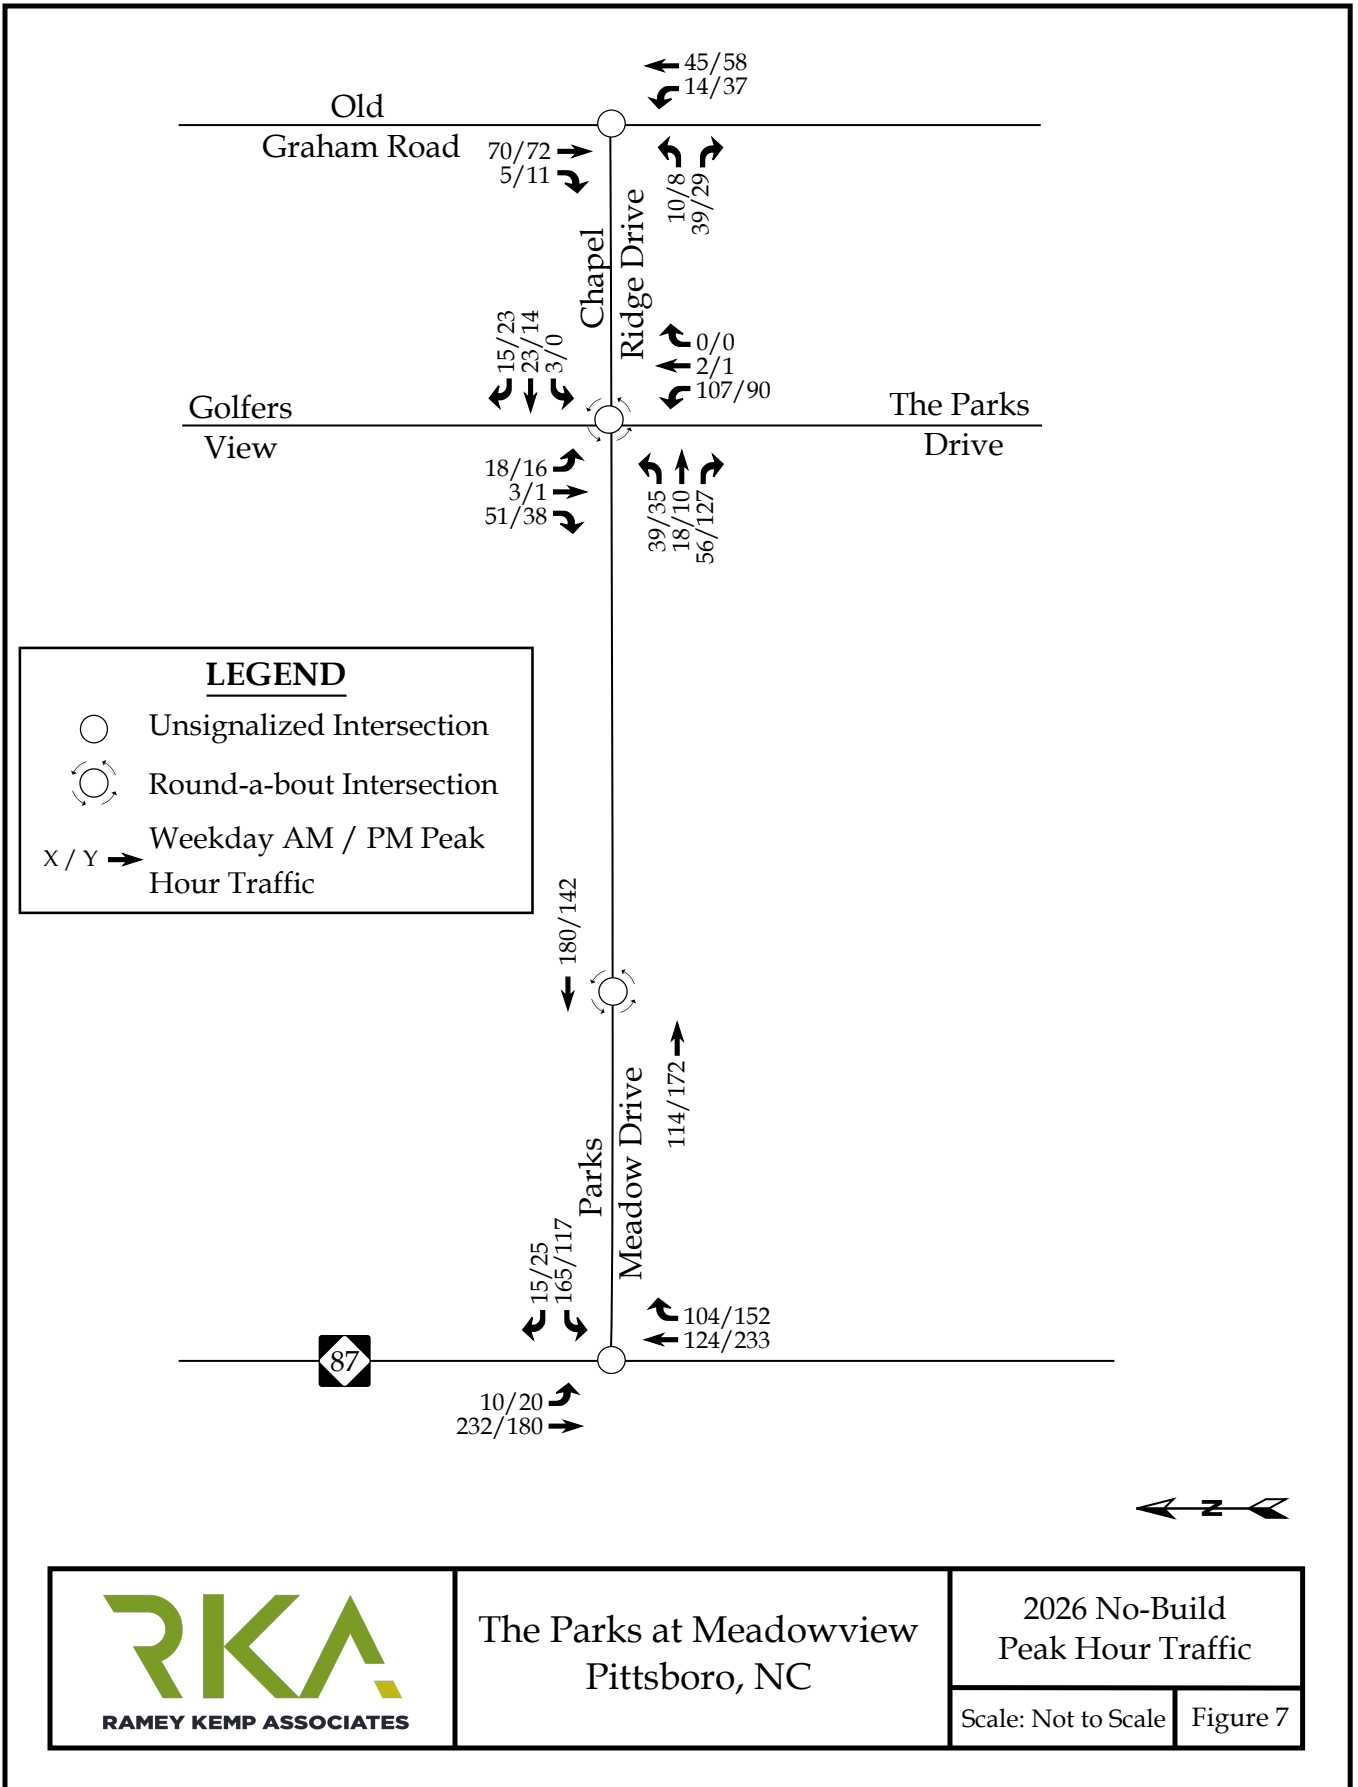 45/58
14/37
Old
Graham Road
70/72
5/11
10/8
39/29
Chapel
Ridge Drive
15/23
23/14
3/0
0/0
2/1
107/90
Golfers
View
The Parks
Drive
18/16
3/1
51/38
39/35
18/10
56/127
LEGEND
Unsignalized Intersection
Round-a-bout Intersection
X / Y
Weekday AM / PM Peak
Hour Traffic
180/142
114/172
Parks
Meadow Drive
15/25
165/117
104/152
124/233
87
10/20
232/180
N
RKA
RAMEY KEMP ASSOCIATES
The Parks at Meadowview
Pittsboro, NC
2026 No-Build
Peak Hour Traffic
Scale: Not to Scale
Figure 7